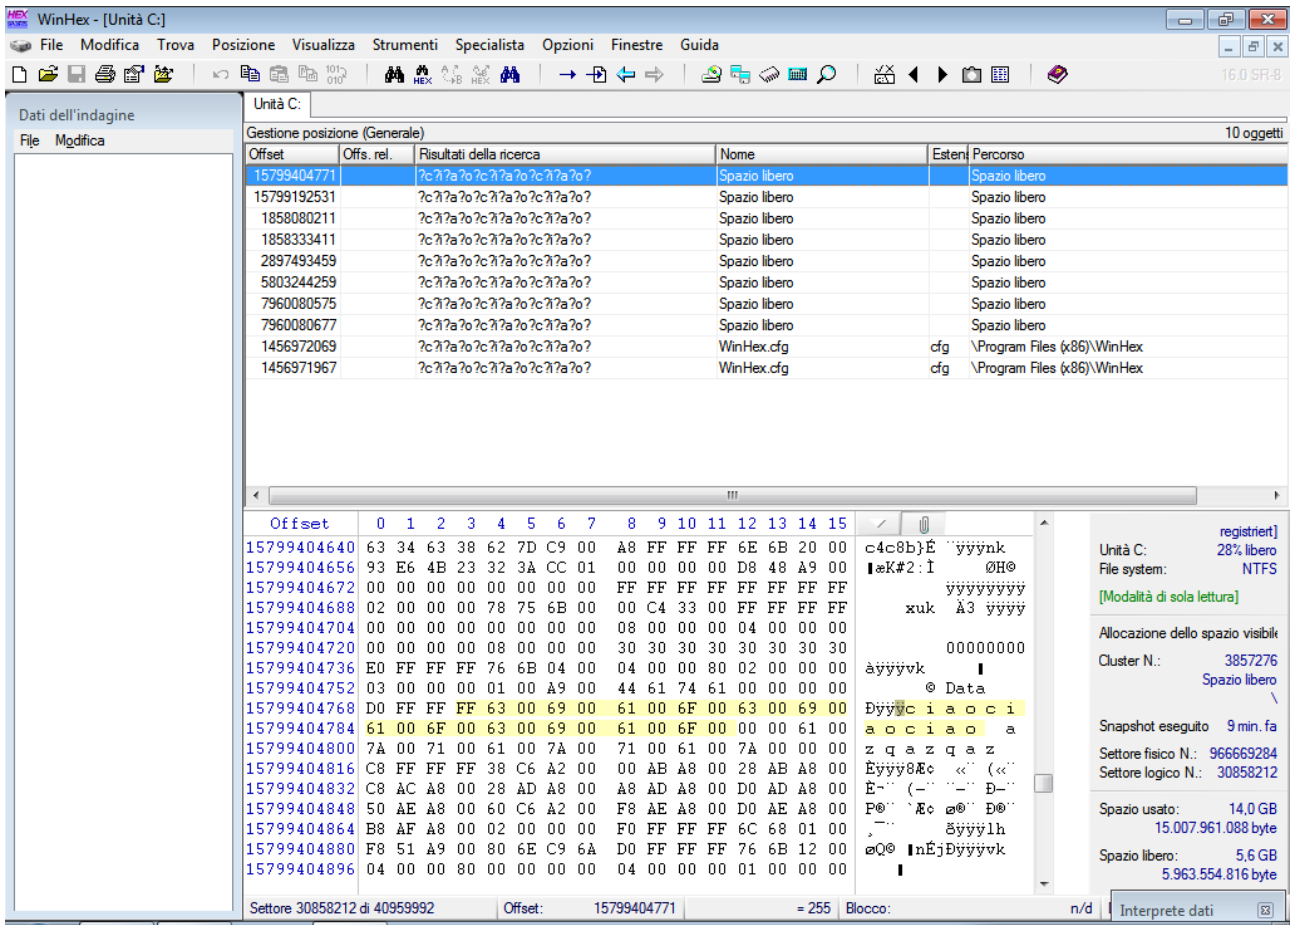 WinHex - [Unità C:]
File Modifica Trova Posizione Visualizza Strumenti Specialista Opzioni Finestre Guida
16.0 SR-8
Dati dell'indagine
File Modifica
Unità C:
Gestione posizione (Generale) 10 oggetti
Offset Offs. rel. Risultati della ricerca Nome Estens Percorso
15799404771 ?c?i?a?o?c?i?a?o?c?i?a?o? Spazio libero Spazio libero
15799192531 ?c?i?a?o?c?i?a?o?c?i?a?o? Spazio libero Spazio libero
1858080211 ?c?i?a?o?c?i?a?o?c?i?a?o? Spazio libero Spazio libero
1858333411 ?c?i?a?o?c?i?a?o?c?i?a?o? Spazio libero Spazio libero
2897493459 ?c?i?a?o?c?i?a?o?c?i?a?o? Spazio libero Spazio libero
5803244259 ?c?i?a?o?c?i?a?o?c?i?a?o? Spazio libero Spazio libero
7960080575 ?c?i?a?o?c?i?a?o?c?i?a?o? Spazio libero Spazio libero
7960080677 ?c?i?a?o?c?i?a?o?c?i?a?o? Spazio libero Spazio libero
1456972069 ?c?i?a?o?c?i?a?o?c?i?a?o? WinHex.cfg cfg \Program Files (x86)\WinHex
1456971967 ?c?i?a?o?c?i?a?o?c?i?a?o? WinHex.cfg cfg \Program Files (x86)\WinHex
Offset 0 1 2 3 4 5 6 7 8 9 10 11 12 13 14 15
15799404640 63 34 63 38 62 7D C9 00 A8 FF FF FF 6E 6B 20 00 c4c8b}É ¨ÿÿÿnk
15799404656 93 E6 4B 23 32 3A CC 01 00 00 00 00 D8 48 A9 00 æK#2:Ì ØH©
15799404672 00 00 00 00 00 00 00 00 FF FF FF FF FF FF FF FF ÿÿÿÿÿÿÿÿ
15799404688 02 00 00 00 78 75 6B 00 00 C4 33 00 FF FF FF FF xuk Ä3 ÿÿÿÿ
15799404704 00 00 00 00 00 00 00 00 08 00 00 00 04 00 00 00
15799404720 00 00 00 00 08 00 00 00 30 30 30 30 30 30 30 30 00000000
15799404736 E0 FF FF FF 76 6B 04 00 04 00 00 80 02 00 00 00 àÿÿÿvk
15799404752 03 00 00 00 01 00 A9 00 44 61 74 61 00 00 00 00 © Data
15799404768 D0 FF FF FF 63 00 69 00 61 00 6F 00 63 00 69 00 Ðÿÿÿc i a o c i
15799404784 61 00 6F 00 63 00 69 00 61 00 6F 00 00 00 61 00 a o c i a o a
15799404800 7A 00 71 00 61 00 7A 00 71 00 61 00 7A 00 00 00 z q a z q a z
15799404816 C8 FF FF FF 38 C6 A2 00 00 AB A8 00 28 AB A8 00 Èÿÿÿ8Æ¢ «¨ («¨
15799404832 C8 AC A8 00 28 AD A8 00 A8 AD A8 00 D0 AD A8 00 È¬¨ (–¨ ¨–¨ Ð–¨
15799404848 50 AE A8 00 60 C6 A2 00 F8 AE A8 00 D0 AE A8 00 P®¨ `Æ¢ ø®¨ Ð®¨
15799404864 B8 AF A8 00 02 00 00 00 F0 FF FF FF 6C 68 01 00 ¸¯¨ ðÿÿÿlh
15799404880 F8 51 A9 00 80 6E C9 6A D0 FF FF FF 76 6B 12 00 øQ© nÉjÐÿÿÿvk
15799404896 04 00 00 80 00 00 00 00 04 00 00 00 01 00 00 00
registriert]
Unità C: 28% libero
File system: NTFS
[Modalità di sola lettura]
Allocazione dello spazio visibile
Cluster N.: 3857276
Spazio libero
\
Snapshot eseguito 9 min. fa
Settore fisico N.: 966669284
Settore logico N.: 30858212
Spazio usato: 14,0 GB
15.007.961.088 byte
Spazio libero: 5,6 GB
5.963.554.816 byte
Settore 30858212 di 40959992 Offset: 15799404771 = 255 Blocco: n/d
Interprete dati